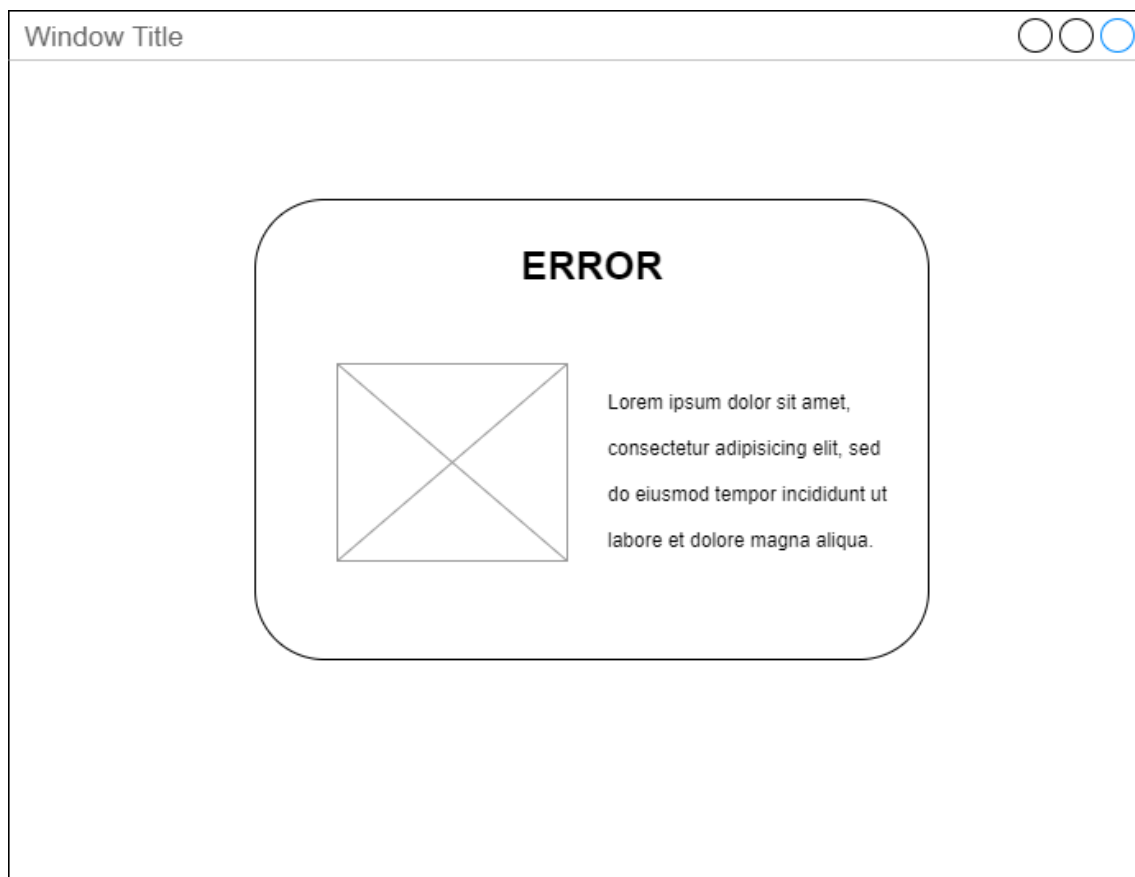 Window Title
ERROR
Lorem ipsum dolor sit amet,
consectetur adipisicing elit, sed
do eiusmod tempor incididunt ut
labore et dolore magna aliqua.